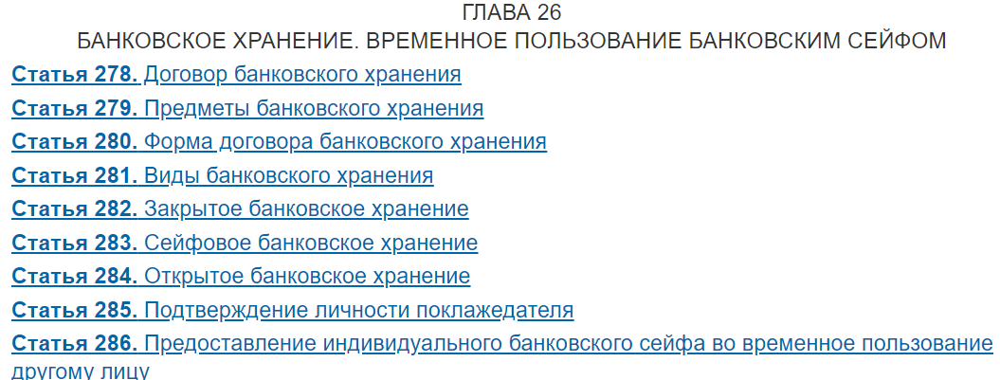 ГЛАВА 26
БАНКОВСКОЕ ХРАНЕНИЕ. ВРЕМЕННОЕ ПОЛЬЗОВАНИЕ БАНКОВСКИМ СЕЙФОМ
Статья 278. Договор банковского хранения
Статья 279. Предметы банковского хранения
Статья 280. Форма договора банковского хранения
Статья 281. Виды банковского хранения
Статья 282. Закрытое банковское хранение
Статья 283. Сейфовое банковское хранение
Статья 284. Открытое банковское хранение
Статья 285. Подтверждение личности поклажедателя
Статья 286. Предоставление индивидуального банковского сейфа во временное пользование
другому лицу